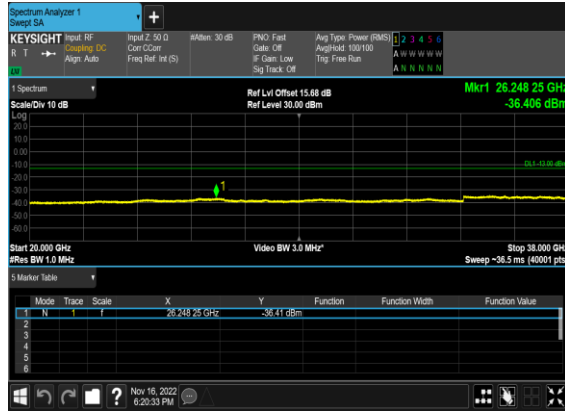 Spectrum Analyzer 1
Swept SA
+
KEYSIGHT Input: RF Input Z: 50 Ω #Atten: 30 dB PNO: Fast Avg Type: Power (RMS) 1 2 3 4 5 6
R T Coupling: DC Corr CCorr Gate: Off Avg|Hold: 100/100 A W W W W W
Align: Auto Freq Ref: Int (S) IF Gain: Low Trig: Free Run
LXI Sig Track: Off A N N N N N
1 Spectrum Ref Lvl Offset 15.68 dB Mkr1 26.248 25 GHz
Scale/Div 10 dB Ref Level 30.00 dBm -36.406 dBm
Log
20.0
10.0
0.00
-10.0 DL1 -13.00 dBm
-20.0
-30.0 1
-40.0
-50.0
-60.0
Start 20.000 GHz Video BW 3.0 MHz* Stop 38.000 GHz
#Res BW 1.0 MHz Sweep ~36.5 ms (40001 pts
5 Marker Table
Mode Trace Scale X Y Function Function Width Function Value
1 N 1 f 26.248 25 GHz -36.41 dBm
2
3
4
5
6
? Nov 16, 2022
6:20:33 PM